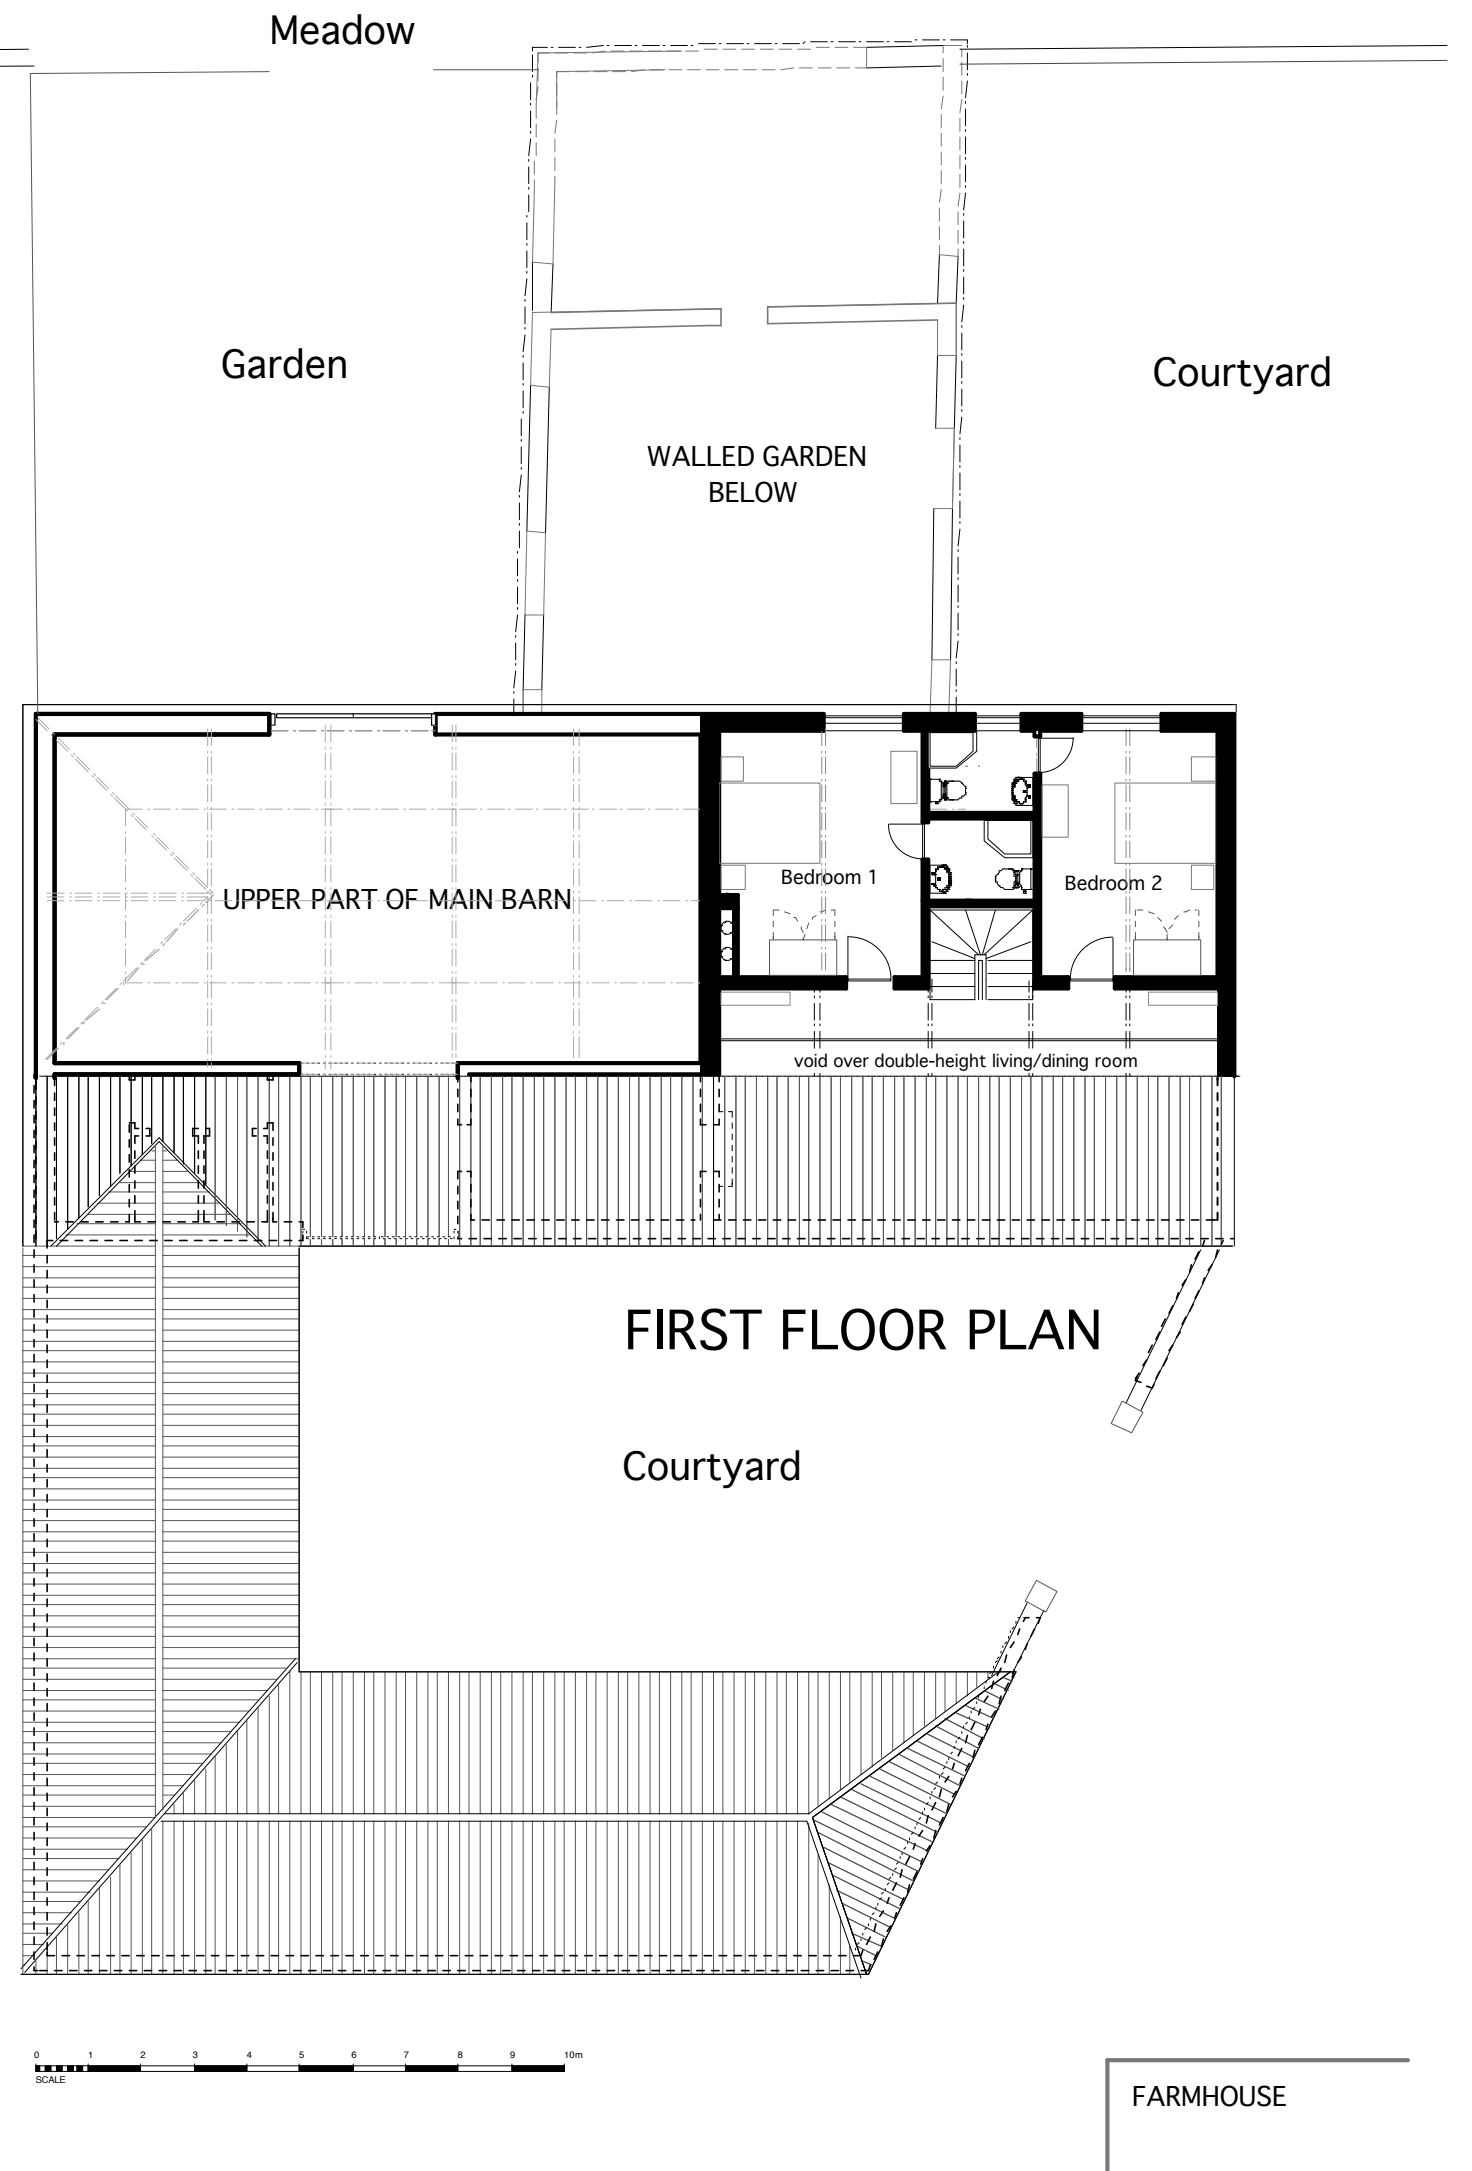 Meadow
Garden
Courtyard
WALLED GARDEN
BELOW
UPPER PART OF MAIN BARN
Bedroom 1
Bedroom 2
void over double-height living/dining room
FIRST FLOOR PLAN
Courtyard
0 1 2 3 4 5 6 7 8 9 10m
SCALE
FARMHOUSE